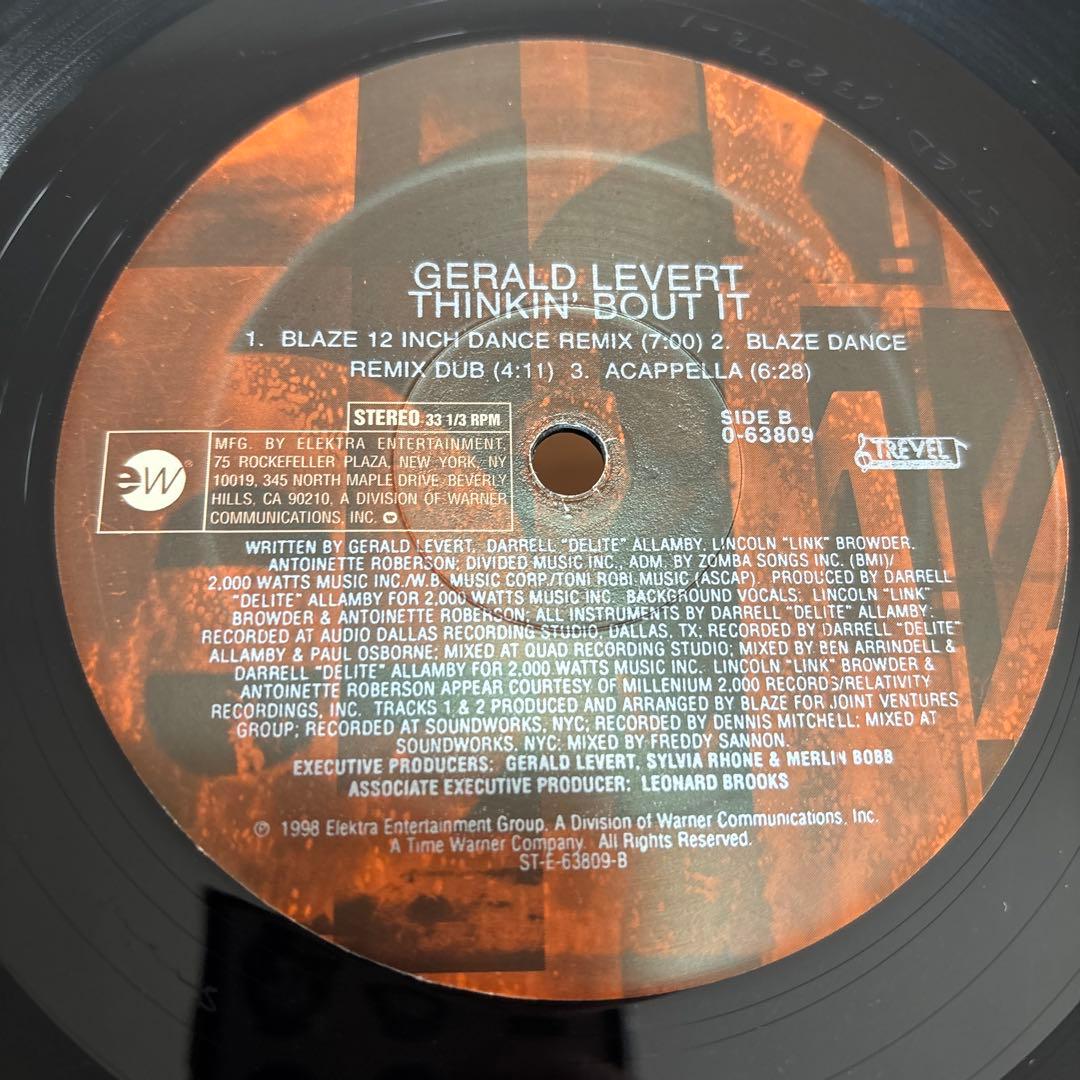 GERALD LEVERT
THINKIN' BOUT IT
1. BLAZE 12 INCH DANCE REMIX (7:00) 2. BLAZE DANCE
REMIX DUB (4:11) 3. ACAPPELLA (6:28)
STEREO 33 1/3 RPM
ew®
MFG. BY ELEKTRA ENTERTAINMENT,
75 ROCKEFELLER PLAZA, NEW YORK, NY
10019, 345 NORTH MAPLE DRIVE, BEVERLY
HILLS, CA 90210, A DIVISION OF WARNER
COMMUNICATIONS, INC.
SIDE B
0-63809
TREVEL
WRITTEN BY GERALD LEVERT, DARRELL "DELITE" ALLAMBY, LINCOLN "LINK" BROWDER,
ANTOINETTE ROBERSON; DIVIDED MUSIC INC., ADM. BY ZOMBA SONGS INC. (BMI)/
2,000 WATTS MUSIC INC./W.B. MUSIC CORP/TONI ROBI MUSIC (ASCAP). PRODUCED BY DARRELL
"DELITE" ALLAMBY FOR 2,000 WATTS MUSIC INC. BACKGROUND VOCALS: LINCOLN "LINK"
BROWDER & ANTOINETTE ROBERSON; ALL INSTRUMENTS BY DARRELL "DELITE" ALLAMBY;
RECORDED AT AUDIO DALLAS RECORDING STUDIO, DALLAS, TX; RECORDED BY DARRELL "DELITE"
ALLAMBY & PAUL OSBORNE; MIXED AT QUAD RECORDING STUDIO; MIXED BY BEN ARRINDELL &
DARRELL "DELITE" ALLAMBY FOR 2,000 WATTS MUSIC INC. LINCOLN "LINK" BROWDER &
ANTOINETTE ROBERSON APPEAR COURTESY OF MILLENIUM 2,000 RECORDS/RELATIVITY
RECORDINGS, INC. TRACKS 1 & 2 PRODUCED AND ARRANGED BY BLAZE FOR JOINT VENTURES
GROUP; RECORDED AT SOUNDWORKS, NYC; RECORDED BY DENNIS MITCHELL; MIXED AT
SOUNDWORKS, NYC; MIXED BY FREDDY SANNON.
EXECUTIVE PRODUCERS: GERALD LEVERT, SYLVIA RHONE & MERLIN BOBB
ASSOCIATE EXECUTIVE PRODUCER: LEONARD BROOKS
℗ 1998 Elektra Entertainment Group, A Division of Warner Communications, Inc.
A Time Warner Company. All Rights Reserved.
ST-E-63809-B